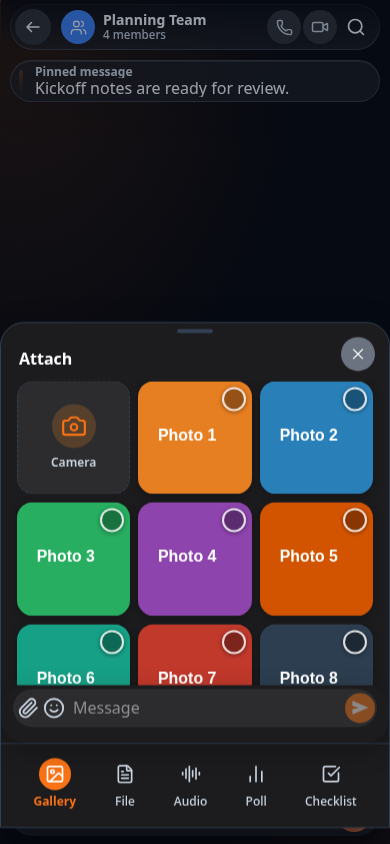 Planning Team
4 members
Pinned message
Kickoff notes are ready for review.
Attach
Camera
Photo 1
Photo 2
Photo 3
Photo 4
Photo 5
Photo 6
Photo 7
Photo 8
Message
Gallery
File
Audio
Poll
Checklist